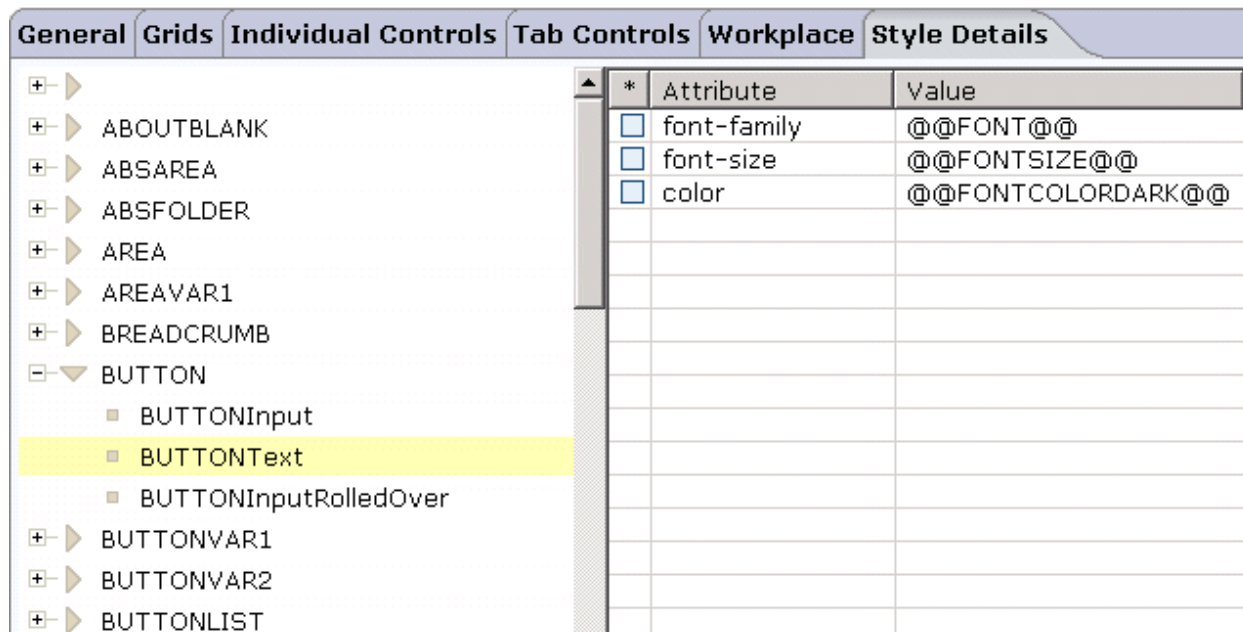 General Grids Individual Controls Tab Controls Workplace Style Details
* Attribute Value
ABOUTBLANK
ABSAREA
ABSFOLDER
AREA
AREAVAR1
BREADCRUMB
BUTTON
BUTTONInput
BUTTONText
BUTTONInputRolledOver
BUTTONVAR1
BUTTONVAR2
BUTTONLIST
font-family @@FONT@@
font-size @@FONTSIZE@@
color @@FONTCOLORDARK@@